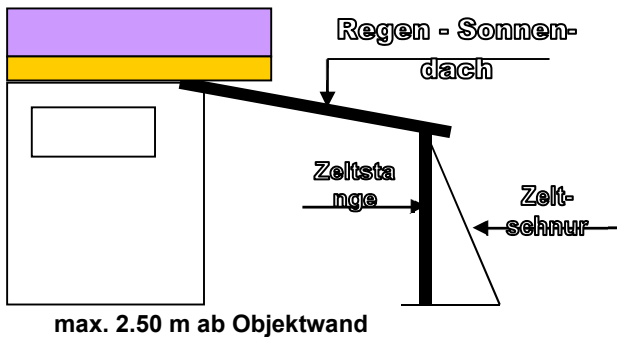 Regen - Sonnen-
dach
Zeltsta
nge
Zelt-
schnur
max. 2.50 m ab Objektwand